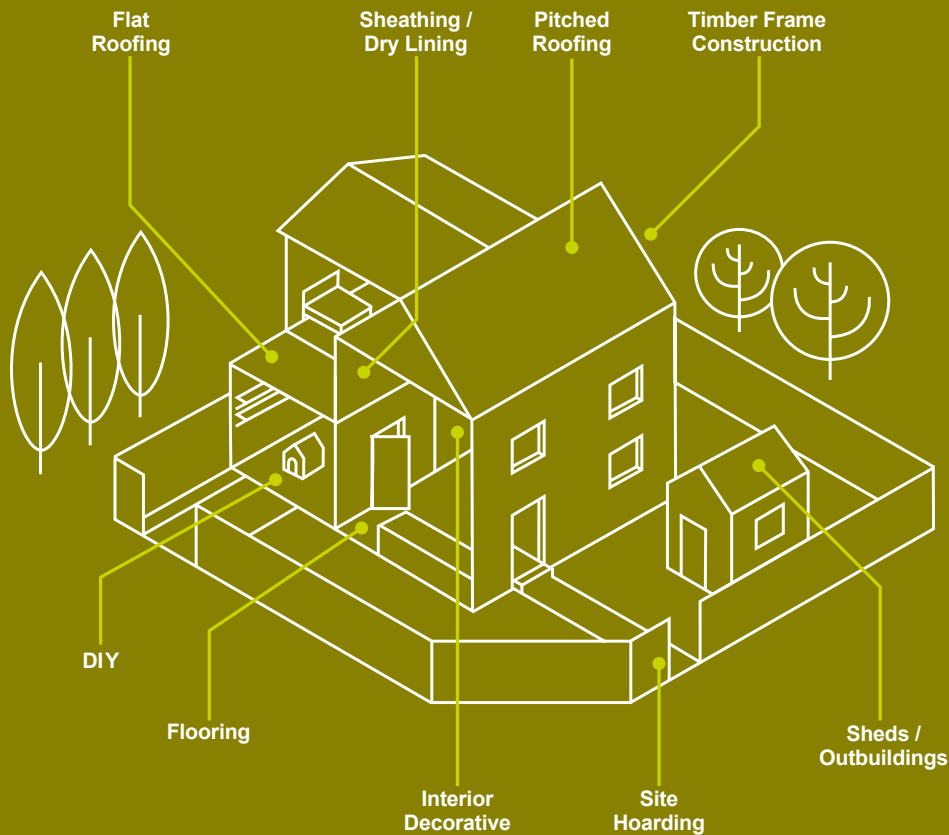 Flat
Roofing
Sheathing /
Dry Lining
Pitched
Roofing
Timber Frame
Construction
DIY
Flooring
Interior
Decorative
Site
Hoarding
Sheds /
Outbuildings